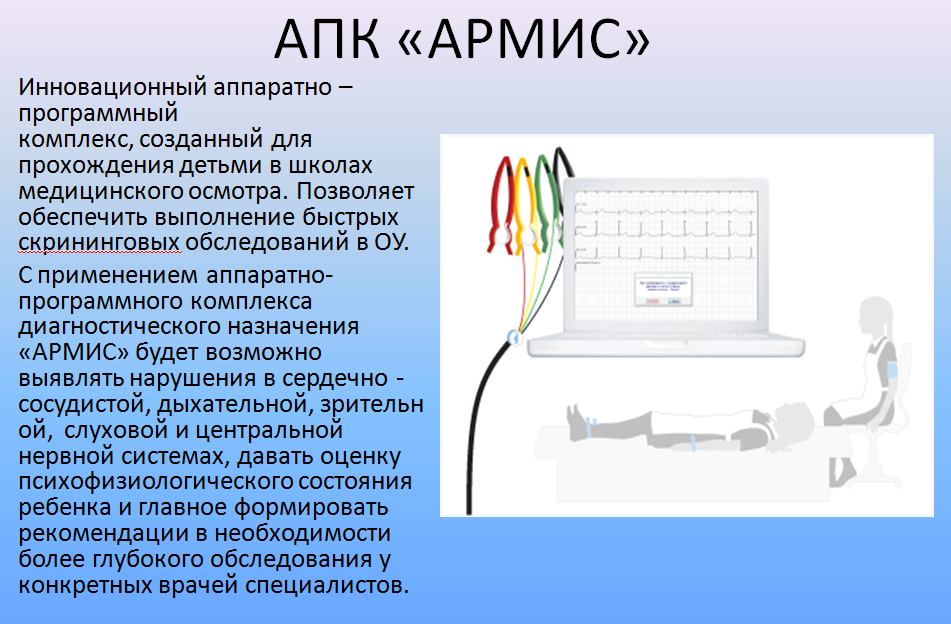 АПК «АРМИС»
Инновационный аппаратно –
программный
комплекс, созданный для
прохождения детьми в школах
медицинского осмотра. Позволяет
обеспечить выполнение быстрых
скрининговых обследований в ОУ.
С применением аппаратно-
программного комплекса
диагностического назначения
«АРМИС» будет возможно
выявлять нарушения в сердечно -
сосудистой, дыхательной, зрительн
ой, слуховой и центральной
нервной системах, давать оценку
психофизиологического состояния
ребенка и главное формировать
рекомендации в необходимости
более глубокого обследования у
конкретных врачей специалистов.